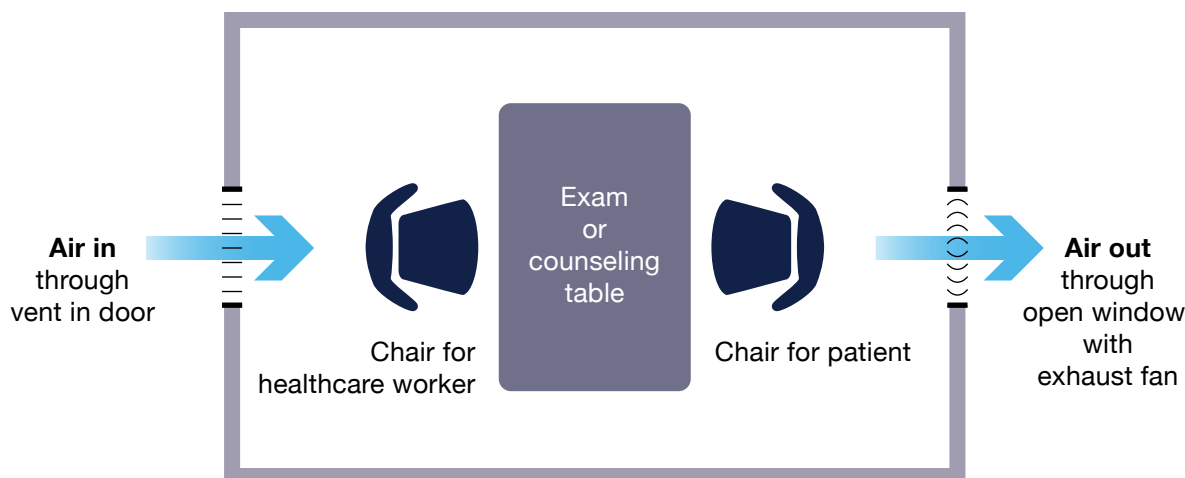 Air in
through
vent in door
Chair for
healthcare worker
Exam
or
counseling
table
Chair for patient
Air out
through
open window
with
exhaust fan